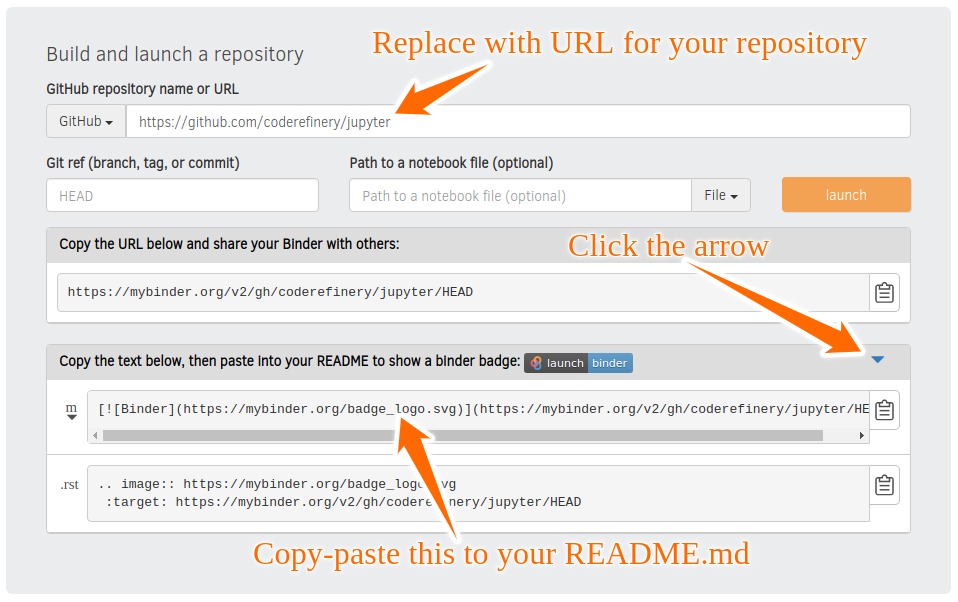 Replace with URL for your repository
Build and launch a repository
GitHub repository name or URL
GitHub
https://github.com/coderefinery/jupyter
Git ref (branch, tag, or commit)
Path to a notebook file (optional)
HEAD
Path to a notebook file (optional)
File
launch
Copy the URL below and share your Binder with others:
Click the arrow
https://mybinder.org/v2/gh/coderefinery/jupyter/HEAD
Copy the text below, then paste into your README to show a binder badge:
launch binder
m
[![Binder](https://mybinder.org/badge_logo.svg)](https://mybinder.org/v2/gh/coderefinery/jupyter/HE
.rst
.. image:: https://mybinder.org/badge_logo.svg
:target: https://mybinder.org/v2/gh/coderefinery/jupyter/HEAD
Copy-paste this to your README.md